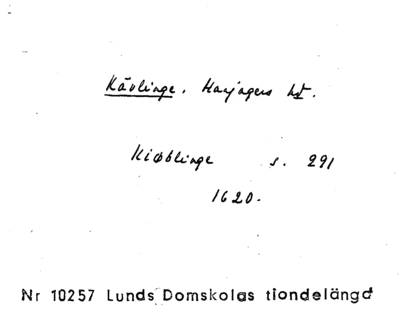 Kävlinge. Harjagers hd.
Kiøblinge s. 291
1620.
Nr 10257 Lunds Domskolas tiondelängd